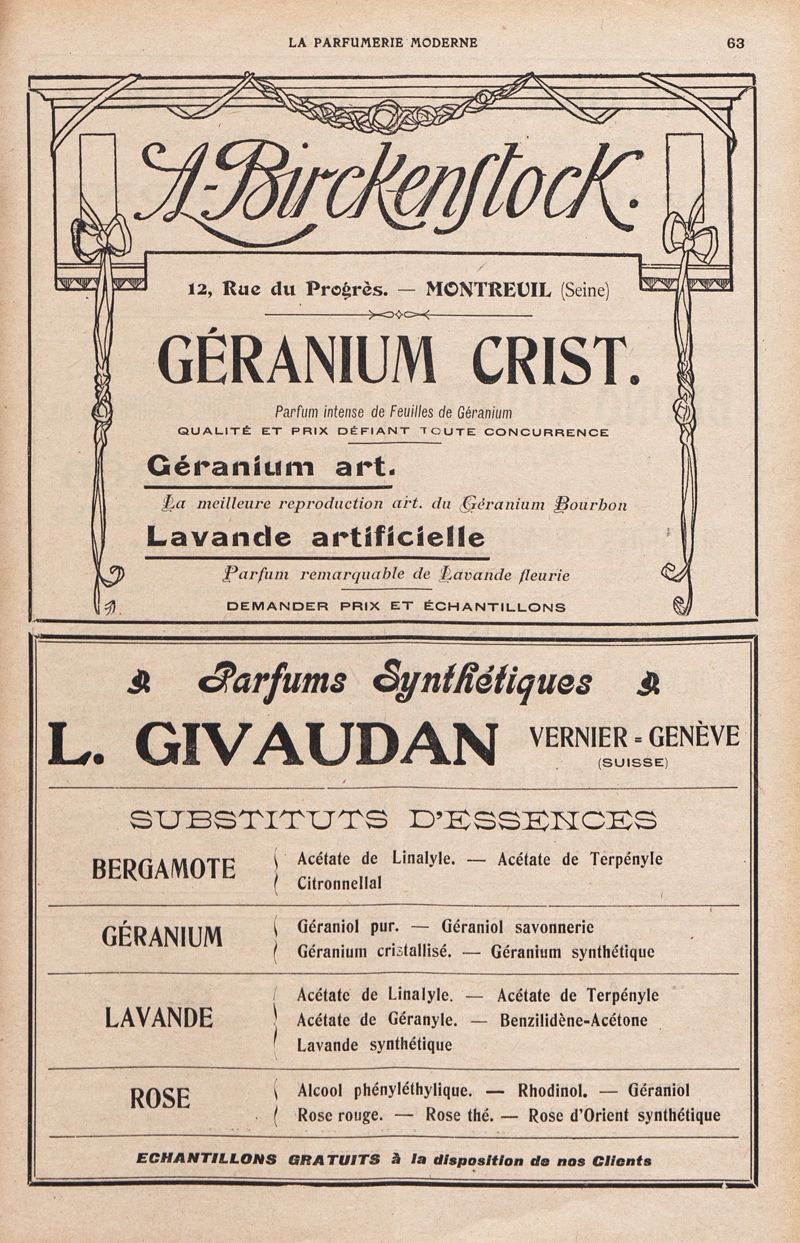 LA PARFUMERIE MODERNE 63
A-Birckenstock.
12, Rue du Progrès. — MONTREUIL (Seine)
GÉRANIUM CRIST.
Parfum intense de Feuilles de Géranium
QUALITÉ ET PRIX DÉFIANT TOUTE CONCURRENCE
Géranium art.
La meilleure reproduction art. du Géranium Bourbon
Lavande artificielle
Parfum remarquable de Lavande fleurie
DEMANDER PRIX ET ÉCHANTILLONS
Parfums Synthétiques
L. GIVAUDAN VERNIER = GENÈVE
(SUISSE)
SUBSTITUTS D'ESSENCES
BERGAMOTE
Acétate de Linalyle. — Acétate de Terpényle
Citronnellal
GÉRANIUM
Géraniol pur. — Géraniol savonnerie
Géranium cristallisé. — Géranium synthétique
LAVANDE
Acétate de Linalyle. — Acétate de Terpényle
Acétate de Géranyle. — Benzilidène-Acétone
Lavande synthétique
ROSE
Alcool phényléthylique. — Rhodinol. — Géraniol
Rose rouge. — Rose thé. — Rose d'Orient synthétique
ECHANTILLONS GRATUITS à la disposition de nos Clients